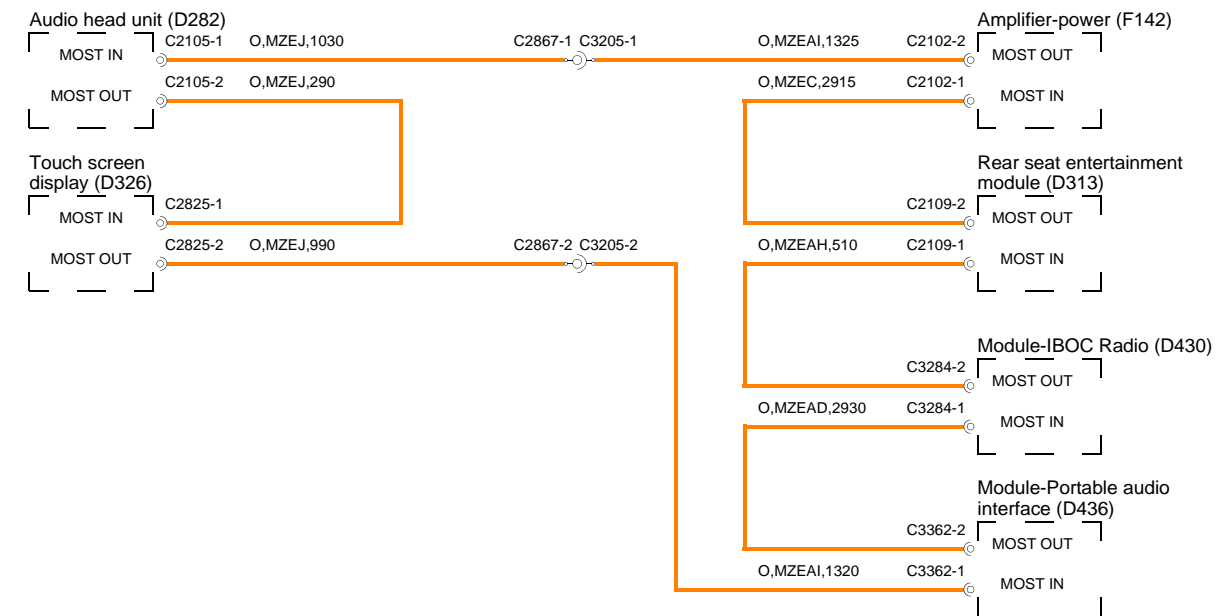 Audio head unit (D282)
MOST IN
C2105-1 O,MZEJ,1030
C2867-1 C3205-1
C2105-2 O,MZEJ,290
MOST OUT
Touch screen
display (D326)
MOST IN
C2825-1
C2825-2 O,MZEJ,990
MOST OUT
C2867-2 C3205-2
Amplifier-power (F142)
O,MZEAI,1325 C2102-2
MOST OUT
O,MZEC,2915 C2102-1
MOST IN
Rear seat entertainment
module (D313)
C2109-2
MOST OUT
O,MZEAH,510 C2109-1
MOST IN
Module-IBOC Radio (D430)
C3284-2
MOST OUT
O,MZEAD,2930 C3284-1
MOST IN
Module-Portable audio
interface (D436)
C3362-2
MOST OUT
O,MZEAI,1320 C3362-1
MOST IN